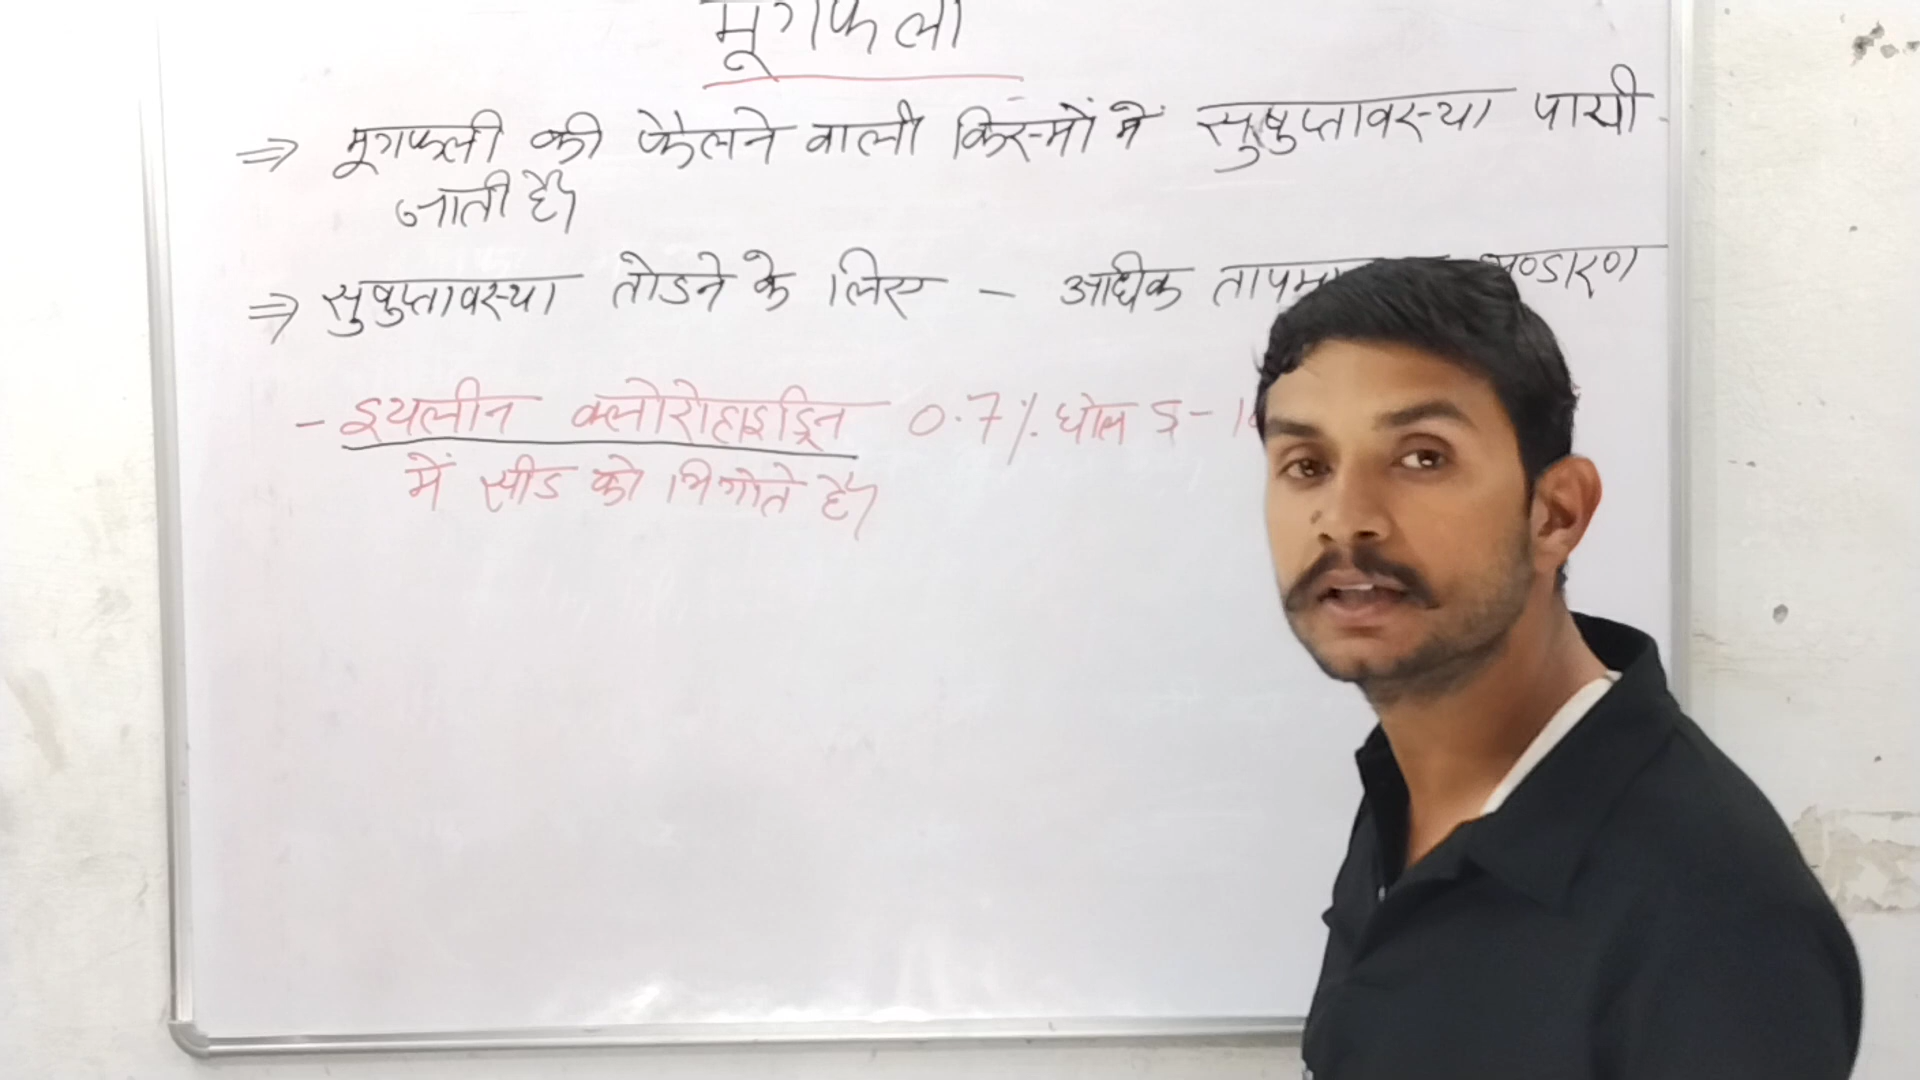 मूगफली
⇒ मूगफली की फैलने वाली किस्मों मे सुषुप्तावस्था पायी
जाती है।
⇒ सुषुप्तावस्था तोडने के लिए - अधिक
- इथलीन क्लोरोहाइड्रिन 0.7% घोल
में सीड को भिगोते है।